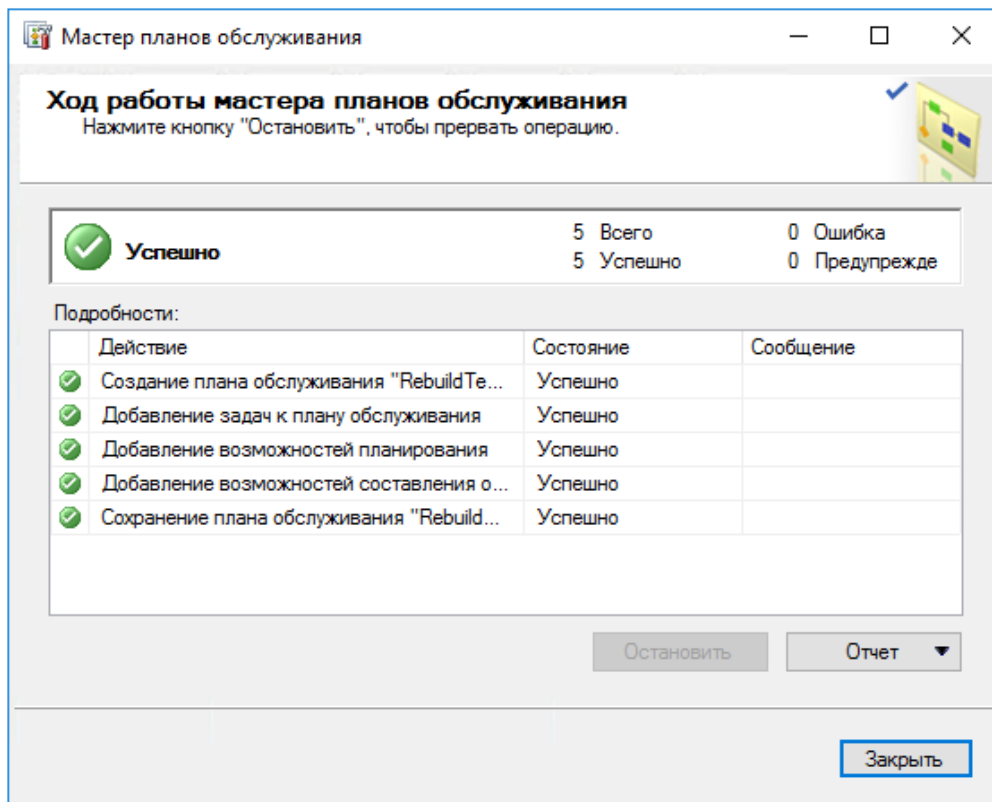 Мастер планов обслуживания
Ход работы мастера планов обслуживания
Нажмите кнопку "Остановить", чтобы прервать операцию.
Успешно
5 Всего
0 Ошибка
5 Успешно
0 Предупрежде
Подробности:
Действие Состояние Сообщение
Создание плана обслуживания "RebuildTe... Успешно
Добавление задач к плану обслуживания Успешно
Добавление возможностей планирования Успешно
Добавление возможностей составления о... Успешно
Сохранение плана обслуживания "Rebuild... Успешно
Остановить Отчет
Закрыть